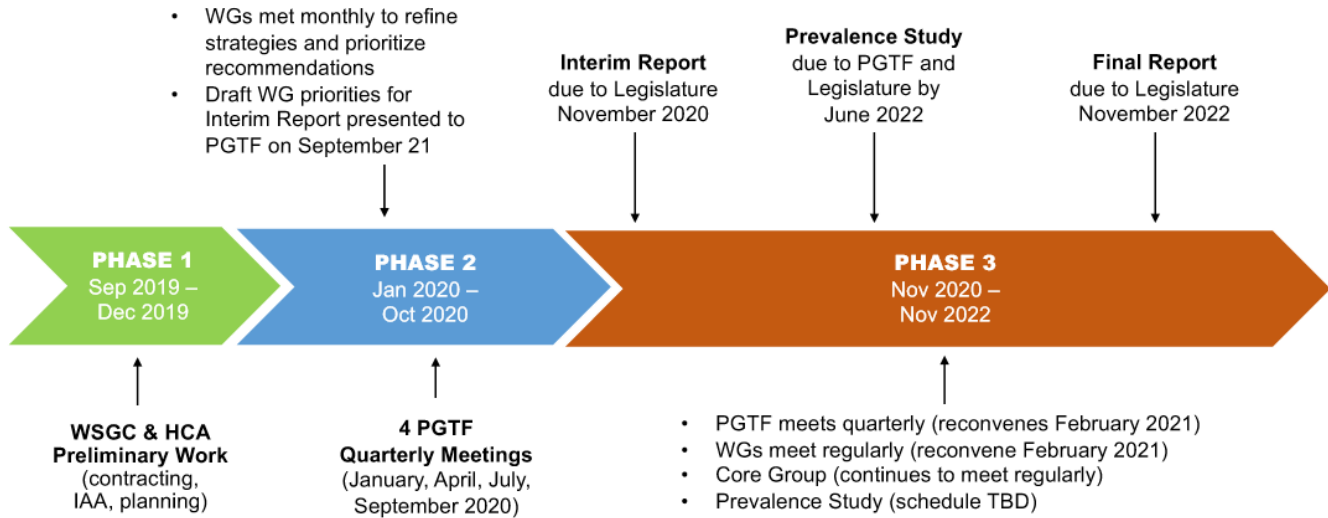 • WGs met monthly to refine
strategies and prioritize
recommendations
• Draft WG priorities for
Interim Report presented to
PGTF on September 21
Interim Report
due to Legislature
November 2020
Prevalence Study
due to PGTF and
Legislature by
June 2022
Final Report
due to Legislature
November 2022
PHASE 1
Sep 2019 –
Dec 2019
PHASE 2
Jan 2020 –
Oct 2020
PHASE 3
Nov 2020 –
Nov 2022
WSGC & HCA
Preliminary Work
(contracting,
IAA, planning)
4 PGTF
Quarterly Meetings
(January, April, July,
September 2020)
• PGTF meets quarterly (reconvenes February 2021)
• WGs meet regularly (reconvene February 2021)
• Core Group (continues to meet regularly)
• Prevalence Study (schedule TBD)